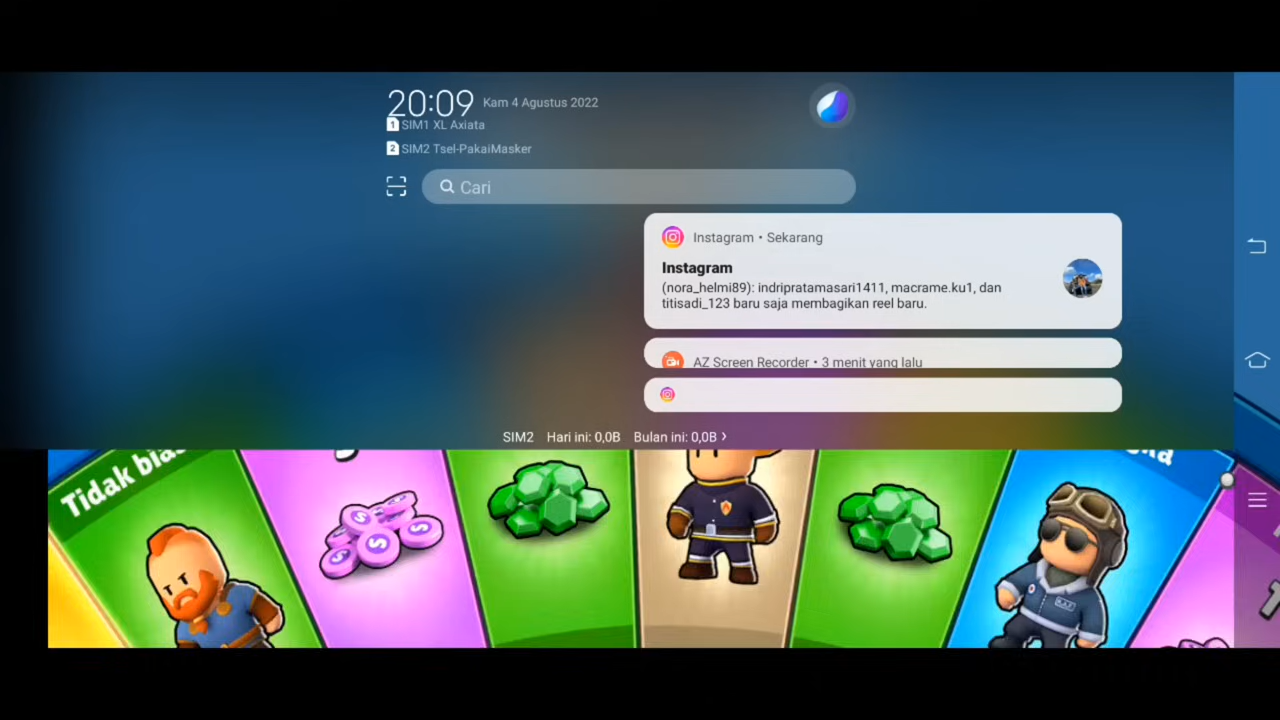 20:09 Kam 4 Agustus 2022
1 SIM1 XL Axiata
2 SIM2 Tsel-PakaiMasker
Cari
Instagram • Sekarang
Instagram
(nora_helmi89): indripratamasari1411, macrame.ku1, dan
titisadi_123 baru saja membagikan reel baru.
AZ Screen Recorder • 3 menit yang lalu
SIM2 Hari ini: 0,0B Bulan ini: 0,0B >
Tidak